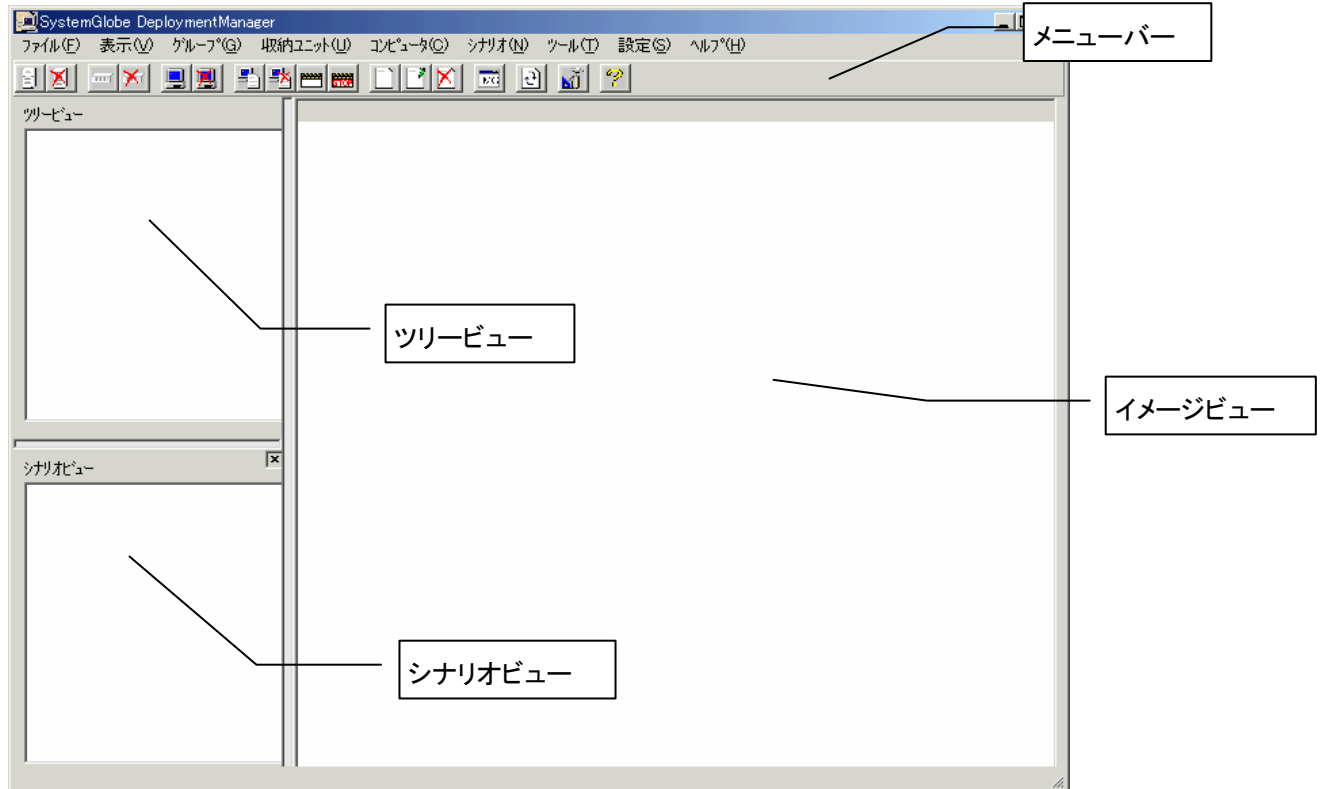 SystemGlobe DeploymentManager
ファイル(F) 表示(V) グループ(G) 収納ユニット(U) コンピュータ(C) シナリオ(N) ツール(T) 設定(S) ヘルプ(H)
メニューバー
ツリービュー
ツリービュー
イメージビュー
シナリオビュー
シナリオビュー